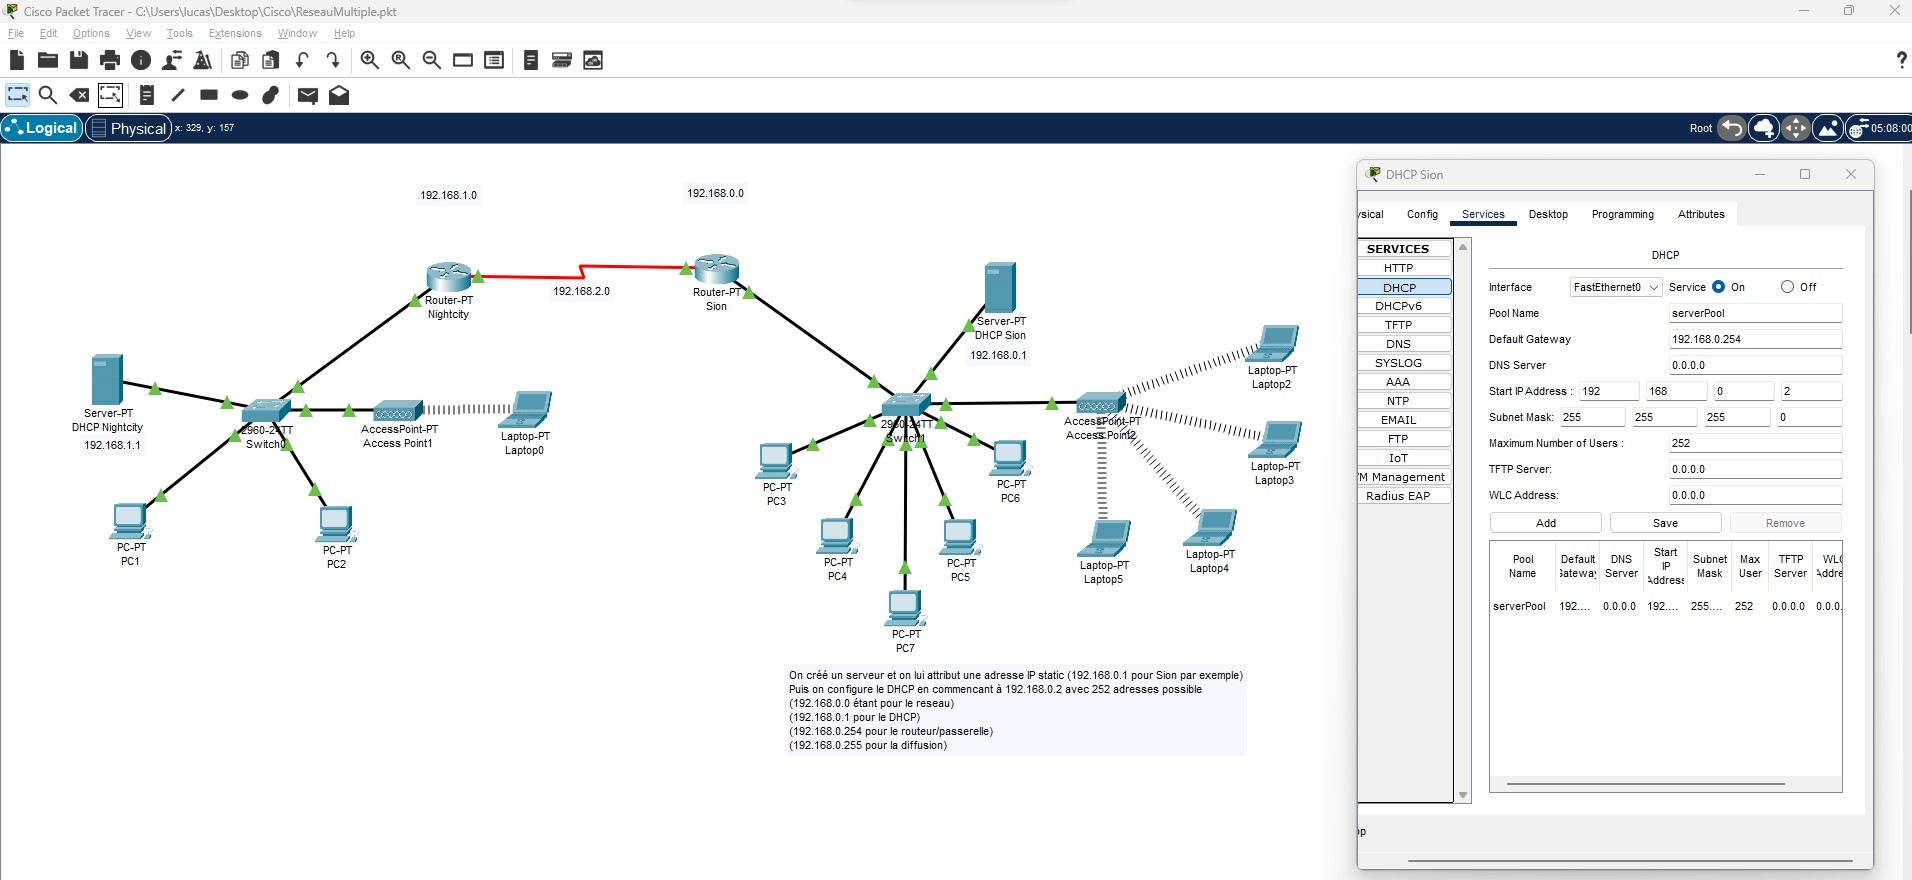 Cisco Packet Tracer - C:\Users\lucas\Desktop\Cisco\ReseauMultiple.pkt
File Edit Options View Tools Extensions Window Help
?
Logical Physical x: 329, y: 157 Root 05:08:00
192.168.1.0
192.168.0.0
Router-PT
Nightcity
192.168.2.0
Router-PT
Sion
Server-PT
DHCP Sion
192.168.0.1
Server-PT
DHCP Nightcity
192.168.1.1
2960-24TT
Switch0
AccessPoint-PT
Access Point1
Laptop-PT
Laptop0
PC-PT
PC1
PC-PT
PC2
2960-24TT
Switch1
AccessPoint-PT
Access Point2
Laptop-PT
Laptop2
Laptop-PT
Laptop3
Laptop-PT
Laptop4
Laptop-PT
Laptop5
PC-PT
PC3
PC-PT
PC4
PC-PT
PC5
PC-PT
PC6
PC-PT
PC7
On créé un serveur et on lui attribut une adresse IP static (192.168.0.1 pour Sion par exemple)
Puis on configure le DHCP en commencant à 192.168.0.2 avec 252 adresses possible
(192.168.0.0 étant pour le reseau)
(192.168.0.1 pour le DHCP)
(192.168.0.254 pour le routeur/passerelle)
(192.168.0.255 pour la diffusion)
DHCP Sion
ysical Config Services Desktop Programming Attributes
SERVICES
HTTP
DHCP
DHCPv6
TFTP
DNS
SYSLOG
AAA
NTP
EMAIL
FTP
IoT
M Management
Radius EAP
DHCP
Interface FastEthernet0 Service On Off
Pool Name serverPool
Default Gateway 192.168.0.254
DNS Server 0.0.0.0
Start IP Address : 192 168 0 2
Subnet Mask: 255 255 255 0
Maximum Number of Users : 252
TFTP Server: 0.0.0.0
WLC Address: 0.0.0.0
Add Save Remove
Pool Name Default Gateway DNS Server Start IP Address Subnet Mask Max User TFTP Server WLC Addre
serverPool 192.... 0.0.0.0 192.... 255.... 252 0.0.0.0 0.0.0.
op